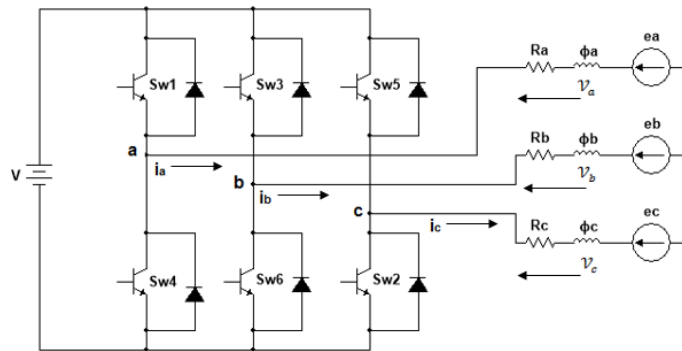 Ra ϕa ea
Sw1 Sw3 Sw5
𝒱a
a
Rb ϕb eb
V
ia
b
𝒱b
ib
c
Rc ϕc ec
ic
𝒱c
Sw4 Sw6 Sw2